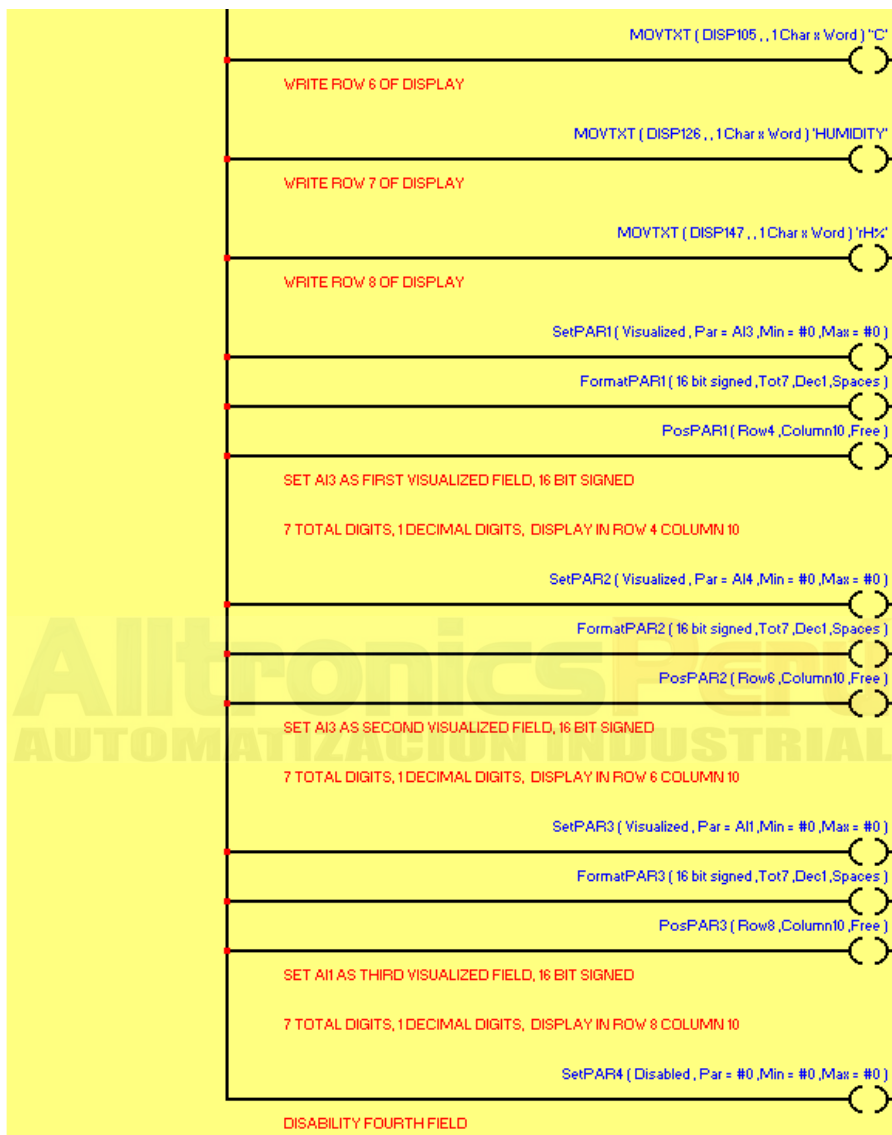 MOVTXT ( DISP105 , , 1 Char x Word ) '°C'
WRITE ROW 6 OF DISPLAY
MOVTXT ( DISP126 , , 1 Char x Word ) 'HUMIDITY'
WRITE ROW 7 OF DISPLAY
MOVTXT ( DISP147 , , 1 Char x Word ) 'rH%'
WRITE ROW 8 OF DISPLAY
SetPAR1 ( Visualized , Par = AI3 ,Min = #0 ,Max = #0 )
FormatPAR1 ( 16 bit signed ,Tot7 ,Dec1 ,Spaces )
PosPAR1 ( Row4 ,Column10 ,Free )
SET AI3 AS FIRST VISUALIZED FIELD, 16 BIT SIGNED
7 TOTAL DIGITS, 1 DECIMAL DIGITS, DISPLAY IN ROW 4 COLUMN 10
SetPAR2 ( Visualized , Par = AI4 ,Min = #0 ,Max = #0 )
FormatPAR2 ( 16 bit signed ,Tot7 ,Dec1 ,Spaces )
PosPAR2 ( Row6 ,Column10 ,Free )
AlltronicsPeru
SET AI3 AS SECOND VISUALIZED FIELD, 16 BIT SIGNED
AUTOMATIZACION INDUSTRIAL
7 TOTAL DIGITS, 1 DECIMAL DIGITS, DISPLAY IN ROW 6 COLUMN 10
SetPAR3 ( Visualized , Par = AI1 ,Min = #0 ,Max = #0 )
FormatPAR3 ( 16 bit signed ,Tot7 ,Dec1 ,Spaces )
PosPAR3 ( Row8 ,Column10 ,Free )
SET AI1 AS THIRD VISUALIZED FIELD, 16 BIT SIGNED
7 TOTAL DIGITS, 1 DECIMAL DIGITS, DISPLAY IN ROW 8 COLUMN 10
SetPAR4 ( Disabled , Par = #0 ,Min = #0 ,Max = #0 )
DISABILITY FOURTH FIELD